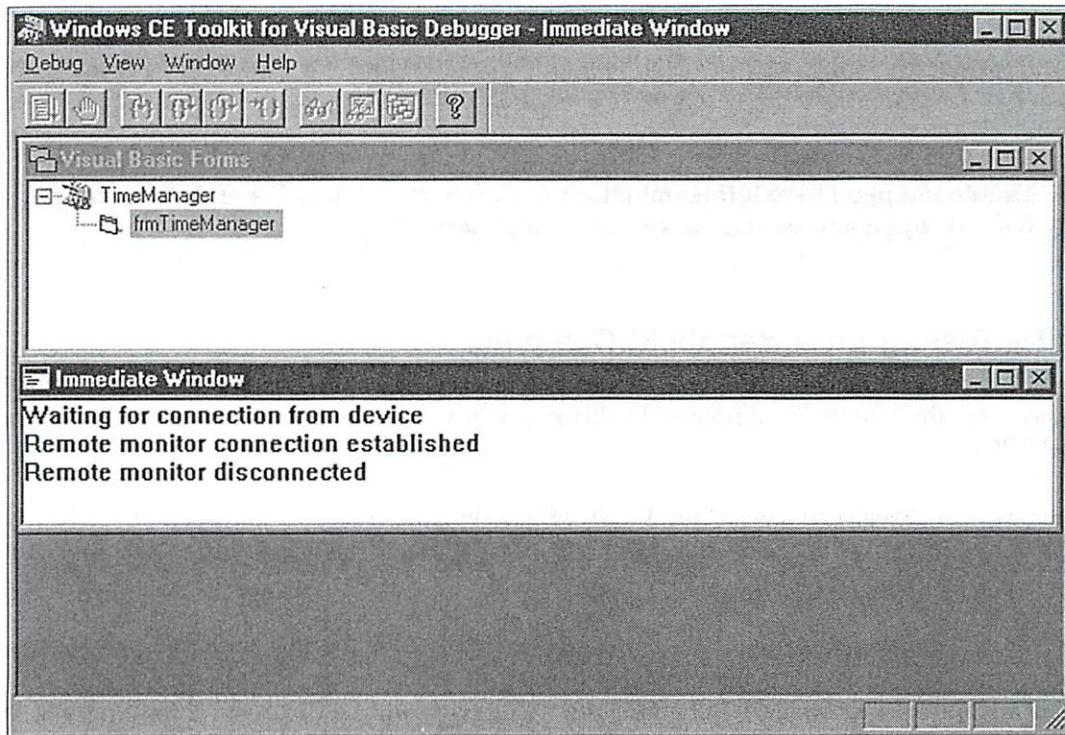 Windows CE Toolkit for Visual Basic Debugger - Immediate Window
Debug View Window Help
Visual Basic Forms
TimeManager
frmTimeManager
Immediate Window
Waiting for connection from device
Remote monitor connection established
Remote monitor disconnected